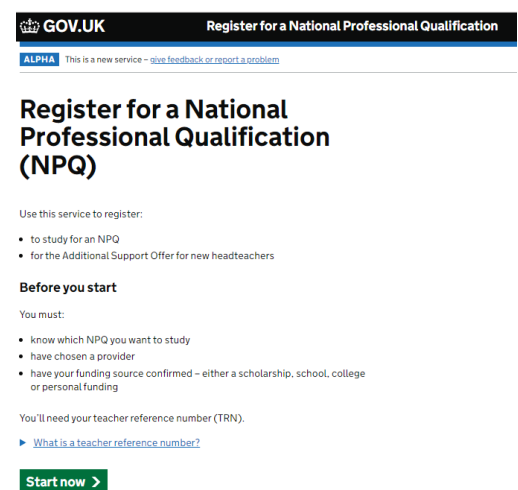 GOV.UK Register for a National Professional Qualification
ALPHA This is a new service – give feedback or report a problem
Register for a National
Professional Qualification
(NPQ)
Use this service to register:
• to study for an NPQ
• for the Additional Support Offer for new headteachers
Before you start
You must:
• know which NPQ you want to study
• have chosen a provider
• have your funding source confirmed – either a scholarship, school, college
or personal funding
You'll need your teacher reference number (TRN).
What is a teacher reference number?
Start now